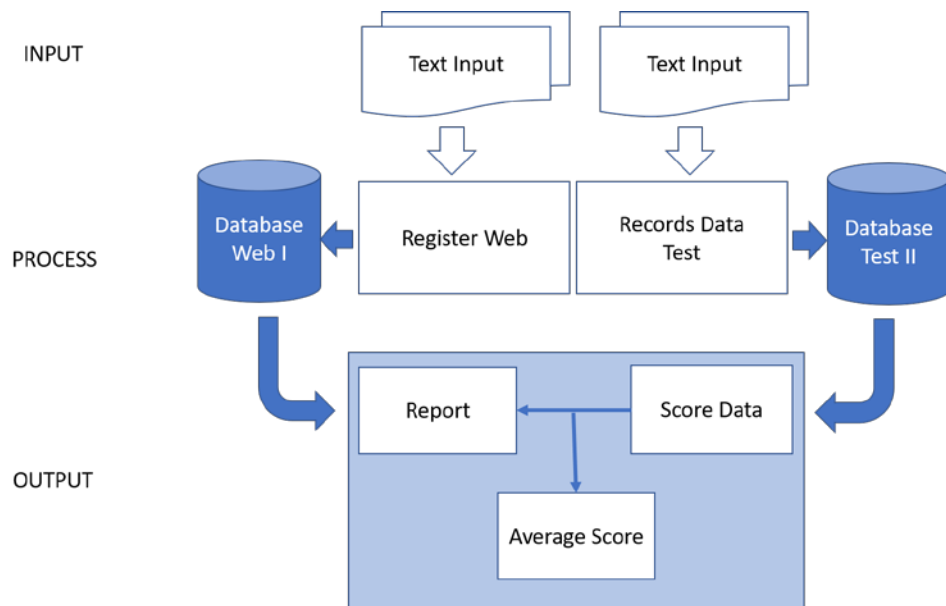 INPUT
Text Input
Text Input
Database
Web I
Register Web
Records Data
Test
Database
Test II
PROCESS
Report
Score Data
OUTPUT
Average Score